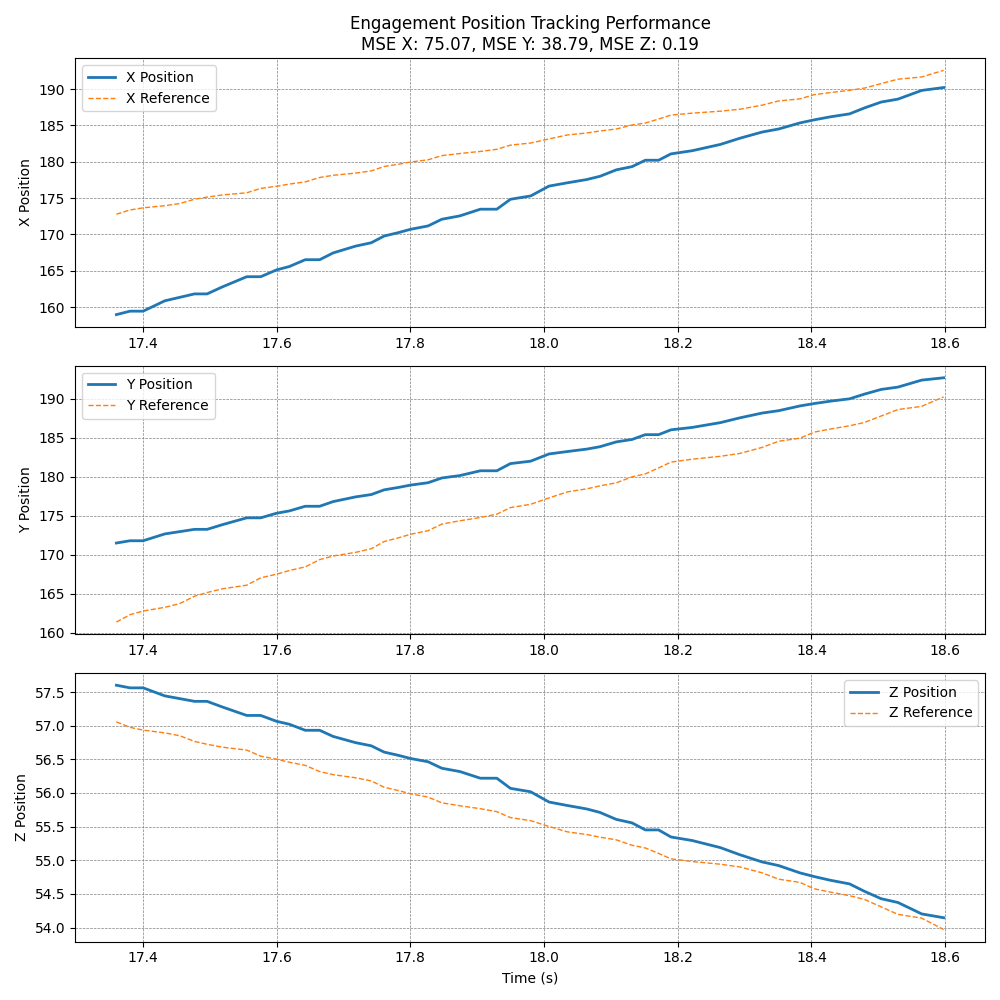 Engagement Position Tracking Performance
MSE X: 75.07, MSE Y: 38.79, MSE Z: 0.19
X Position
X Reference
X Position
190
185
180
175
170
165
160
17.4 17.6 17.8 18.0 18.2 18.4 18.6
Y Position
Y Reference
Y Position
190
185
180
175
170
165
160
17.4 17.6 17.8 18.0 18.2 18.4 18.6
Z Position
Z Reference
Z Position
57.5
57.0
56.5
56.0
55.5
55.0
54.5
54.0
17.4 17.6 17.8 18.0 18.2 18.4 18.6
Time (s)